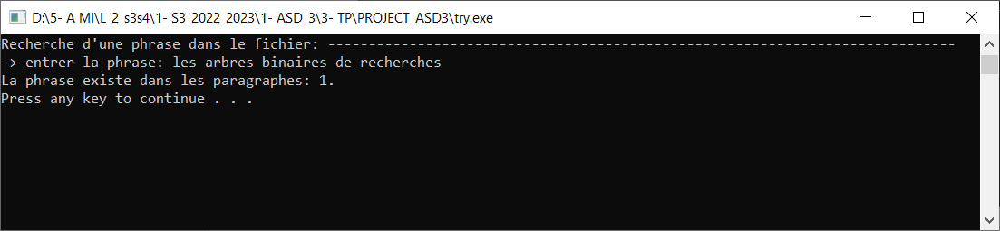 D:\5- A MI\L_2_s3s4\1- S3_2022_2023\1- ASD_3\3- TP\PROJECT_ASD3\try.exe
Recherche d'une phrase dans le fichier: -----------------------------------------------------------------------------
-> entrer la phrase: les arbres binaires de recherches
La phrase existe dans les paragraphes: 1.
Press any key to continue . . .